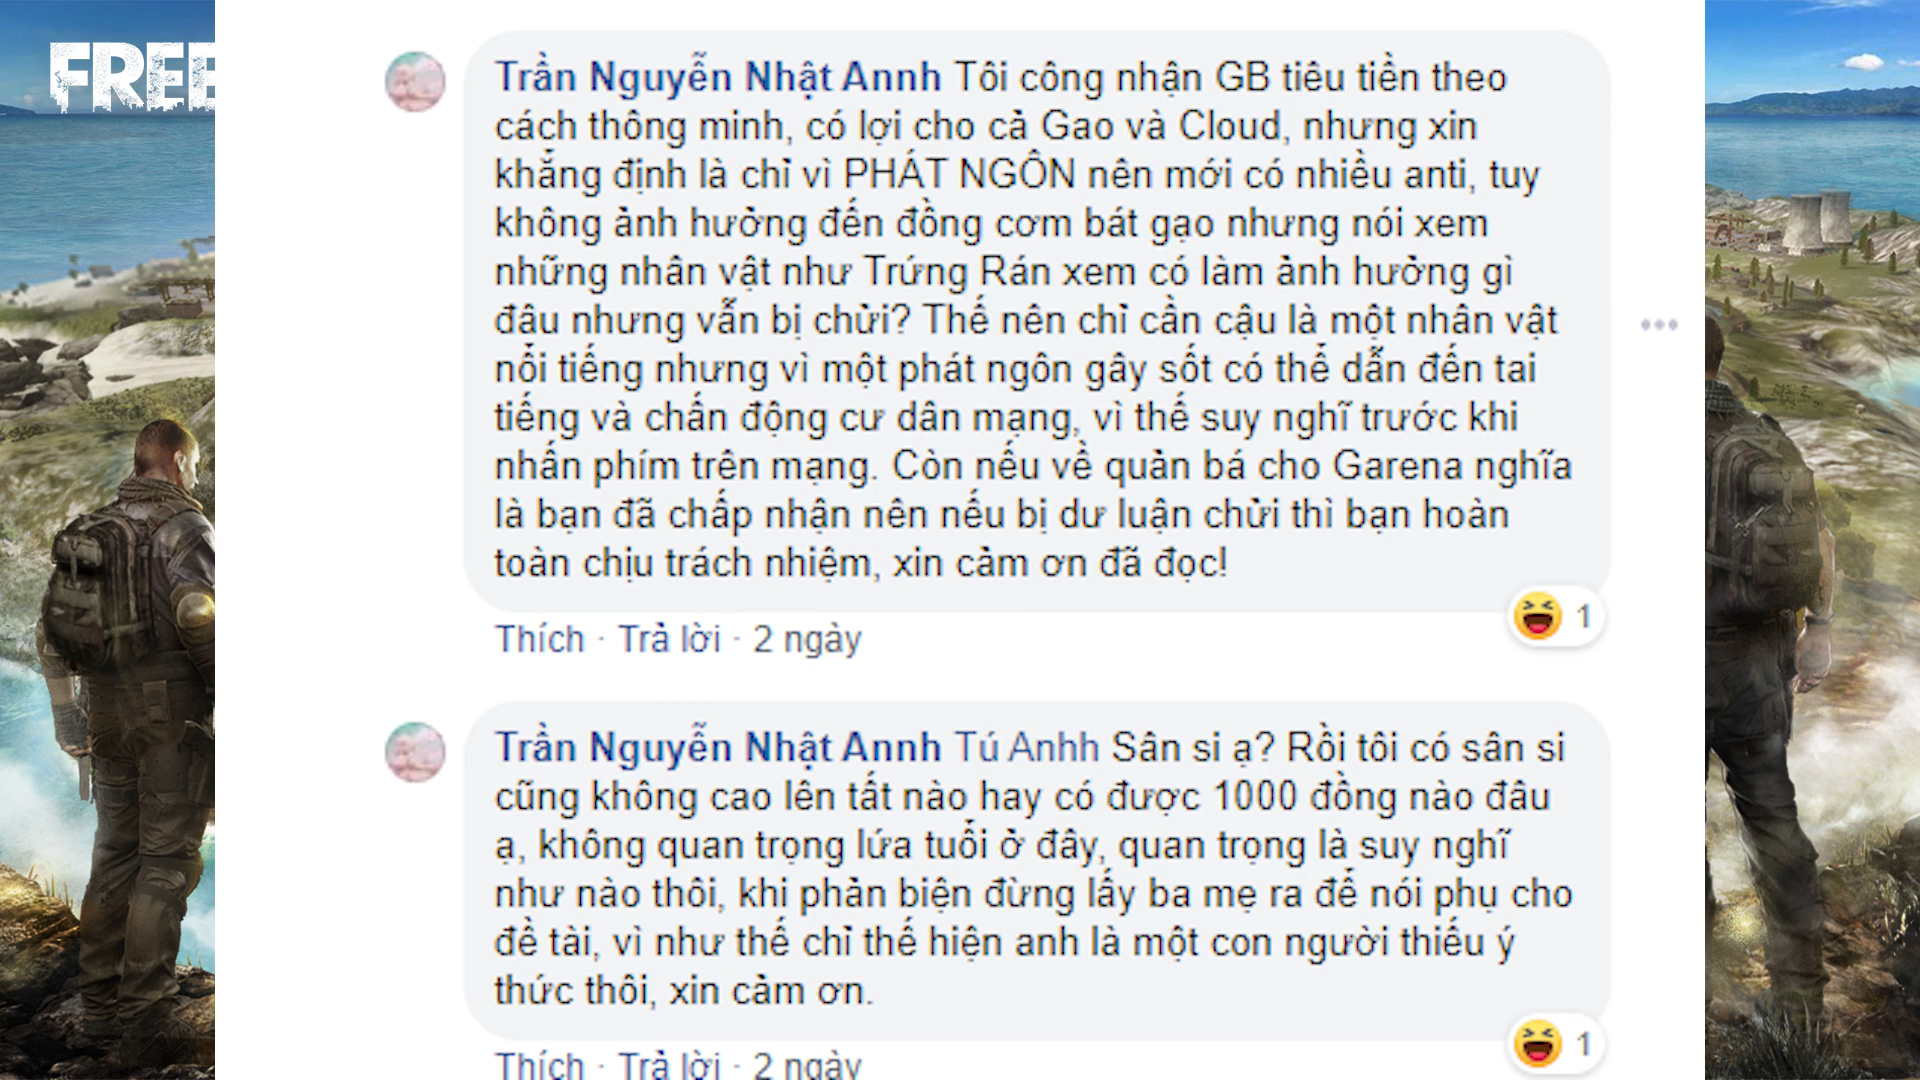 FREE
Trần Nguyễn Nhật Annh Tôi công nhận GB tiêu tiền theo
cách thông minh, có lợi cho cả Gao và Cloud, nhưng xin
khẳng định là chỉ vì PHÁT NGÔN nên mới có nhiều anti, tuy
không ảnh hưởng đến đồng cơm bát gạo nhưng nói xem
những nhân vật như Trứng Rán xem có làm ảnh hưởng gì
đâu nhưng vẫn bị chửi? Thế nên chỉ cần cậu là một nhân vật
nổi tiếng nhưng vì một phát ngôn gây sốt có thể dẫn đến tai
tiếng và chấn động cư dân mạng, vì thế suy nghĩ trước khi
nhấn phím trên mạng. Còn nếu về quản bá cho Garena nghĩa
là bạn đã chấp nhận nên nếu bị dư luận chửi thì bạn hoàn
toàn chịu trách nhiệm, xin cảm ơn đã đọc!
1
Thích · Trả lời · 2 ngày
Trần Nguyễn Nhật Annh Tú Anhh Sân si ạ? Rồi tôi có sân si
cũng không cao lên tất nào hay có được 1000 đồng nào đâu
ạ, không quan trọng lứa tuổi ở đây, quan trọng là suy nghĩ
như nào thôi, khi phản biện đừng lấy ba mẹ ra để nói phụ cho
đề tài, vì như thế chỉ thế hiện anh là một con người thiếu ý
thức thôi, xin cảm ơn.
1
Thích · Trả lời · 2 ngày